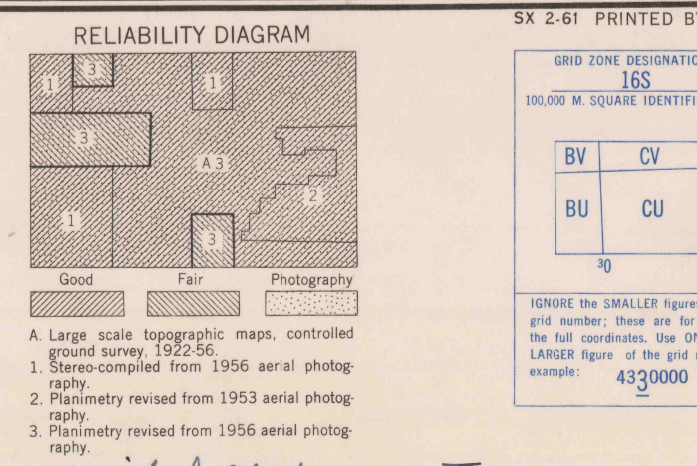 SX 2-61 PRINTED
RELIABILITY DIAGRAM
1
3
1
3
A 3
2
1
3
Good Fair Photography
A. Large scale topographic maps, controlled
ground survey, 1922-56.
1. Stereo-compiled from 1956 aerial photog-
raphy.
2. Planimetry revised from 1953 aerial photog-
raphy.
3. Planimetry revised from 1956 aerial photog-
raphy.
GRID ZONE DESIGNATIO
16S
100,000 M. SQUARE IDENTIFI
BV CV
BU CU
30
IGNORE the SMALLER figures
grid number; these are for
the full coordinates. Use ON
LARGER figure of the grid
example:
4330000